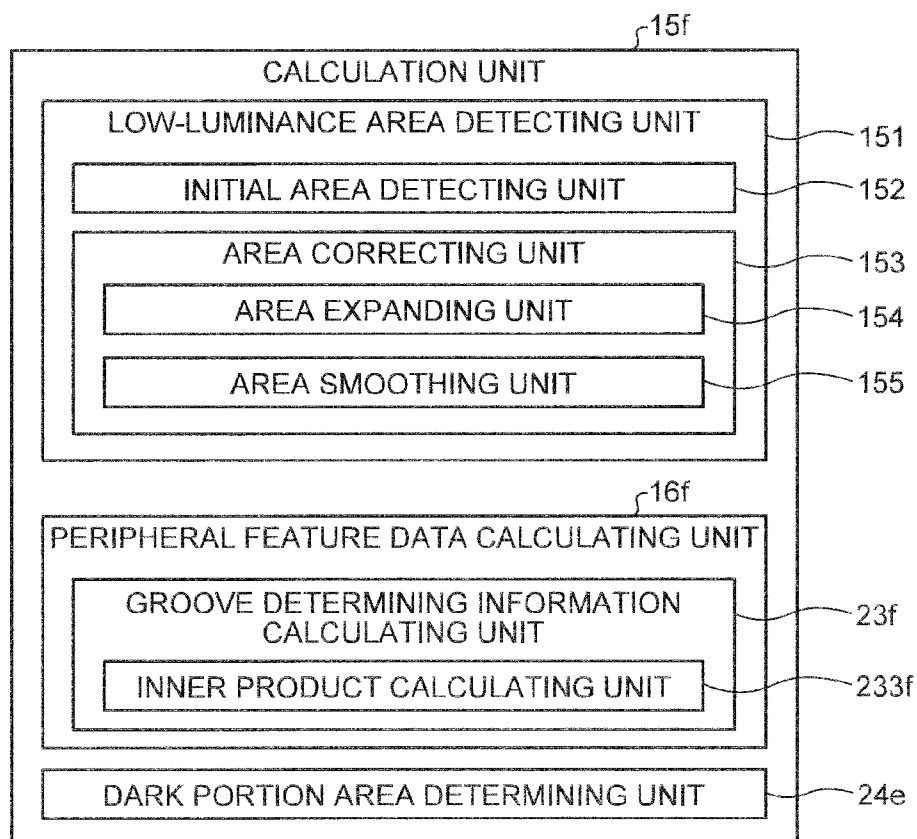 15f
CALCULATION UNIT
LOW-LUMINANCE AREA DETECTING UNIT
151
INITIAL AREA DETECTING UNIT
152
AREA CORRECTING UNIT
153
AREA EXPANDING UNIT
154
AREA SMOOTHING UNIT
155
16f
PERIPHERAL FEATURE DATA CALCULATING UNIT
GROOVE DETERMINING INFORMATION
CALCULATING UNIT
23f
INNER PRODUCT CALCULATING UNIT
233f
DARK PORTION AREA DETERMINING UNIT
24e